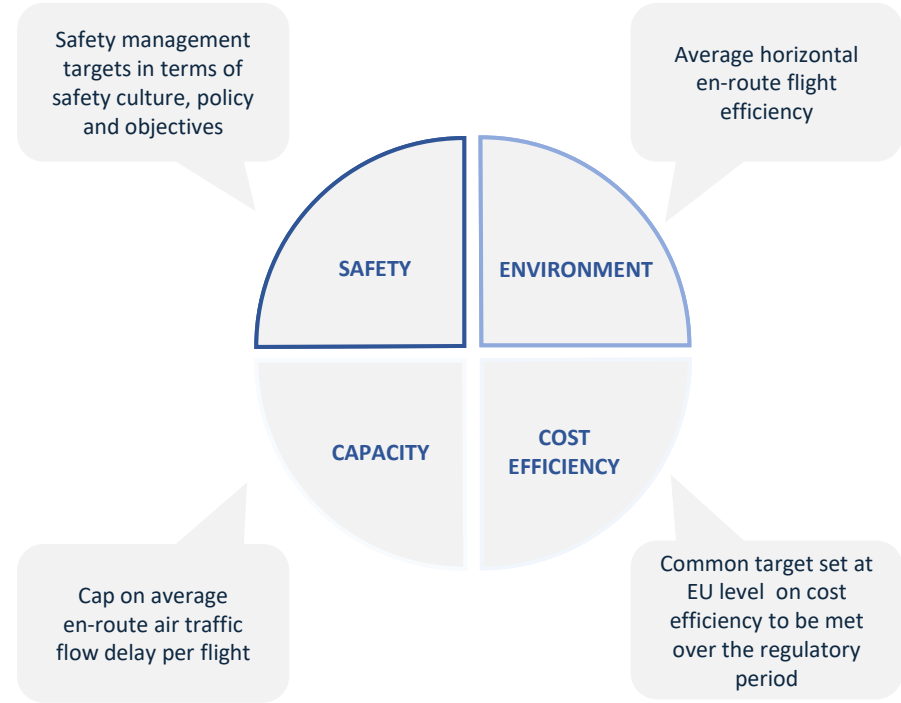 Safety management
targets in terms of
safety culture, policy
and objectives
Average horizontal
en-route flight
efficiency
SAFETY
ENVIRONMENT
CAPACITY
COST
EFFICIENCY
Cap on average
en-route air traffic
flow delay per flight
Common target set at
EU level on cost
efficiency to be met
over the regulatory
period